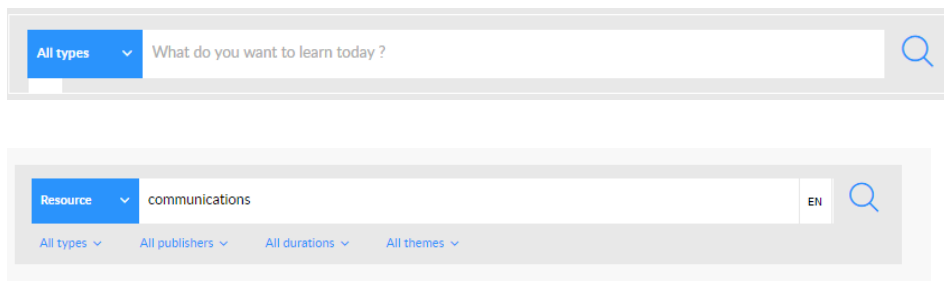 All types What do you want to learn today ?
Resource communications EN
All types All publishers All durations All themes